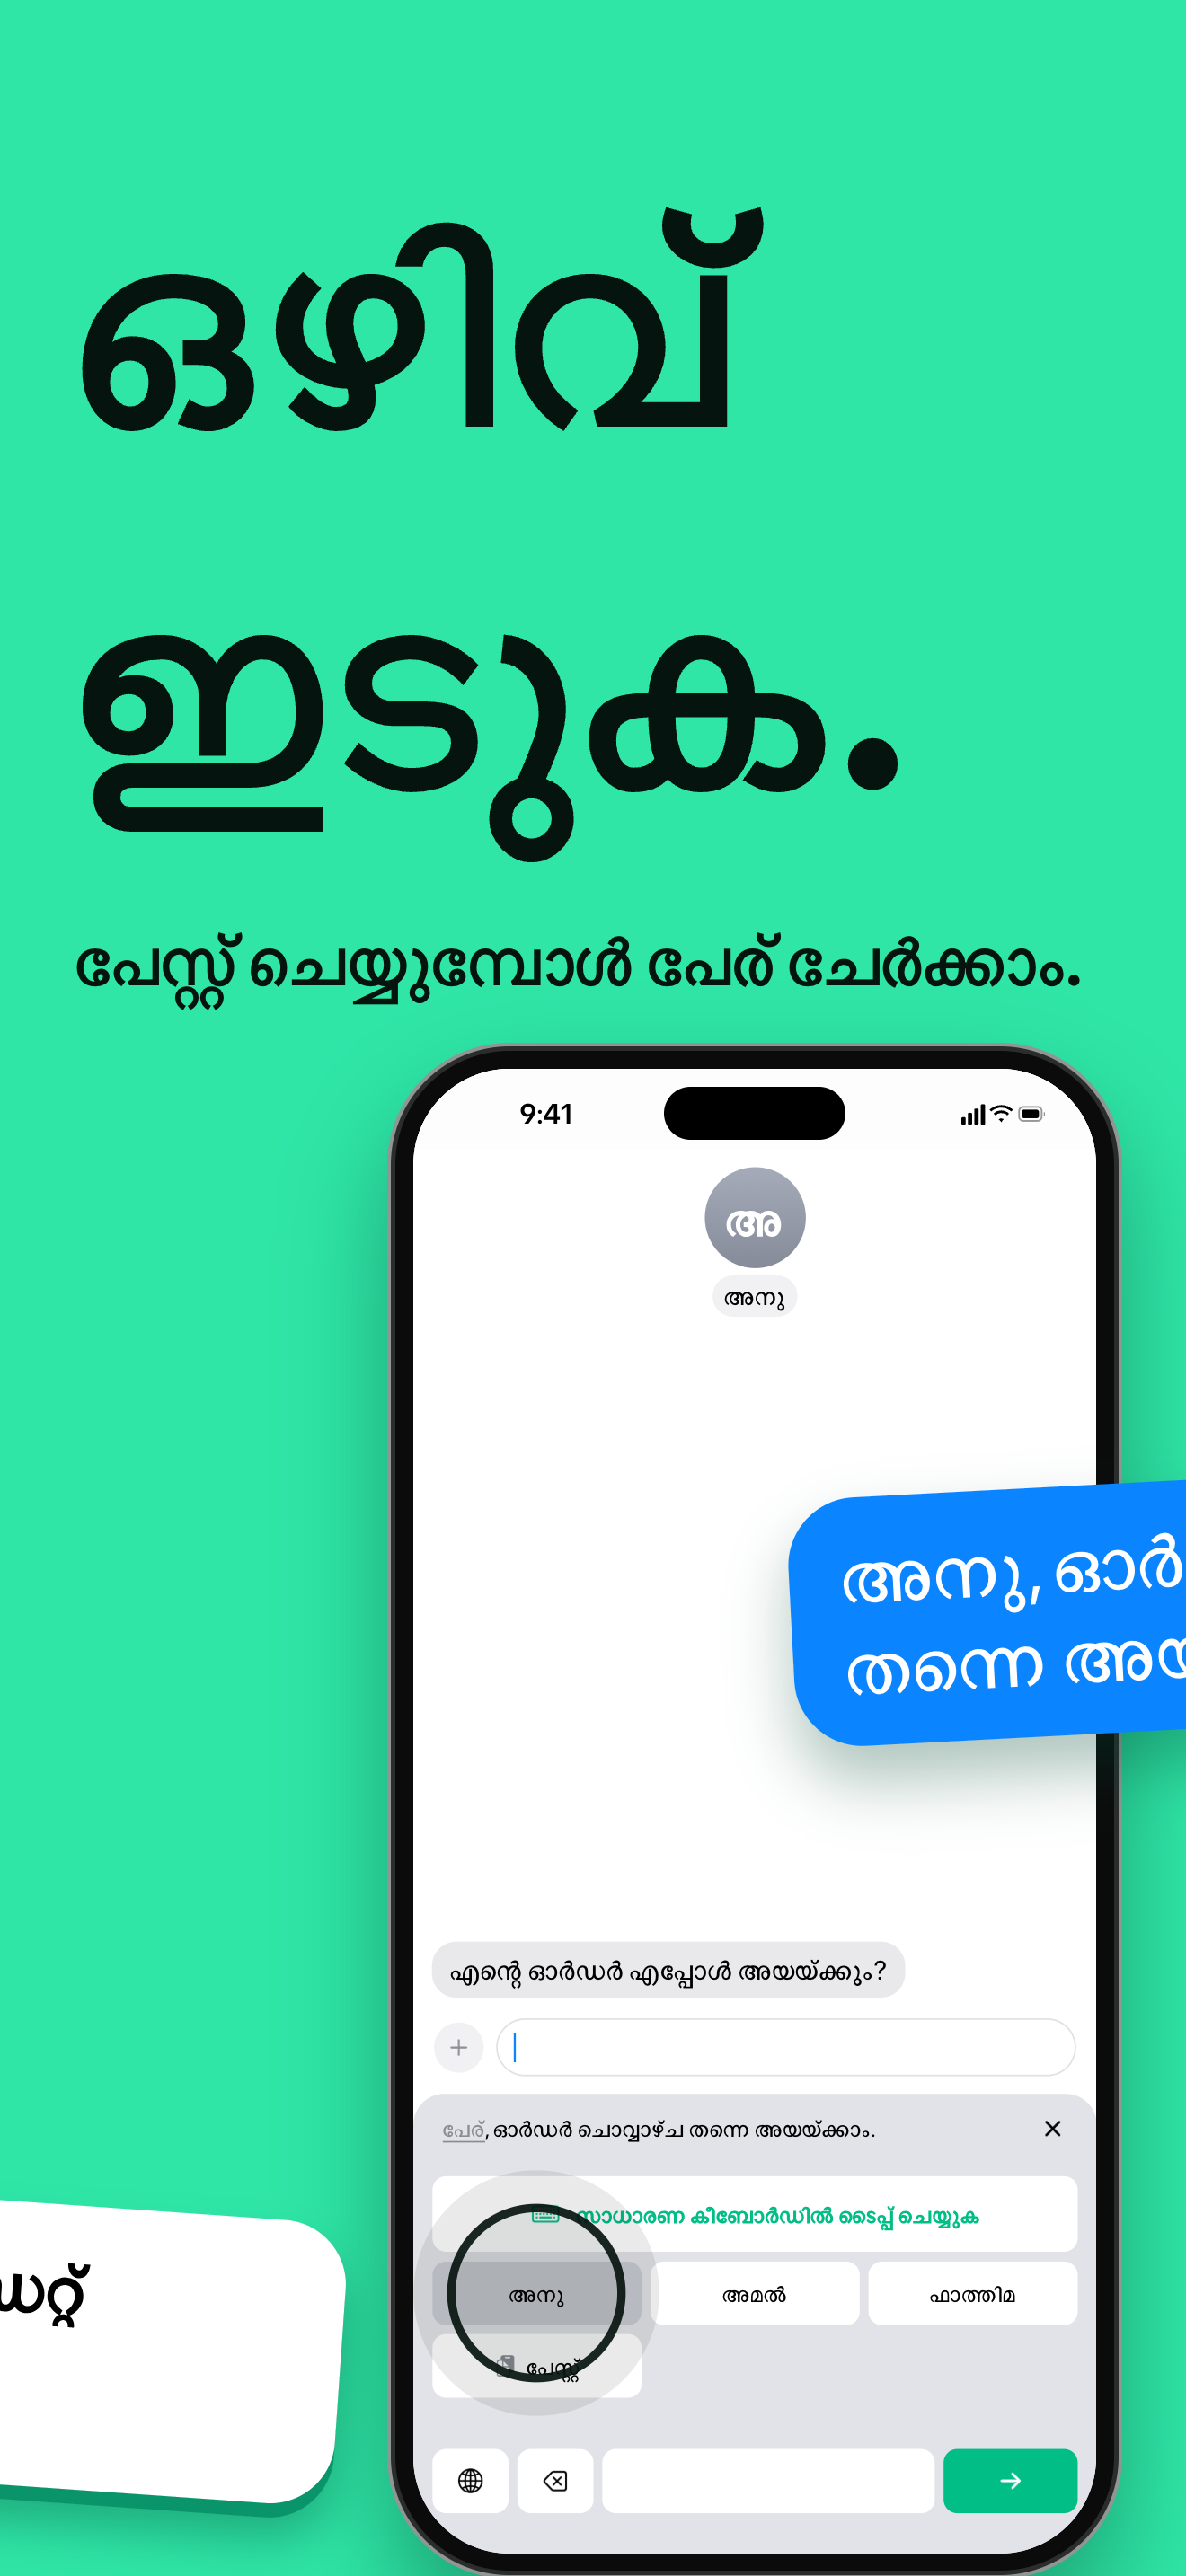 ഒഴിവ്
ഇടുക.
പേസ്റ്റ് ചെയ്യുമ്പോൾ പേര് ചേർക്കാം.
9:41
അ
അനു
അനു, ഓർ
തന്നെ
എന്റെ ഓർഡർ എപ്പോൾ അയയ്ക്കും?
പേര്, ഓർഡർ ചൊവ്വാഴ്ച തന്നെ അയയ്ക്കാം.
സാധാരണ കീബോർഡിൽ ടൈപ്പ് ചെയ്യുക
അനു
അമൽ
ഫാത്തിമ
പേസ്റ്റ്